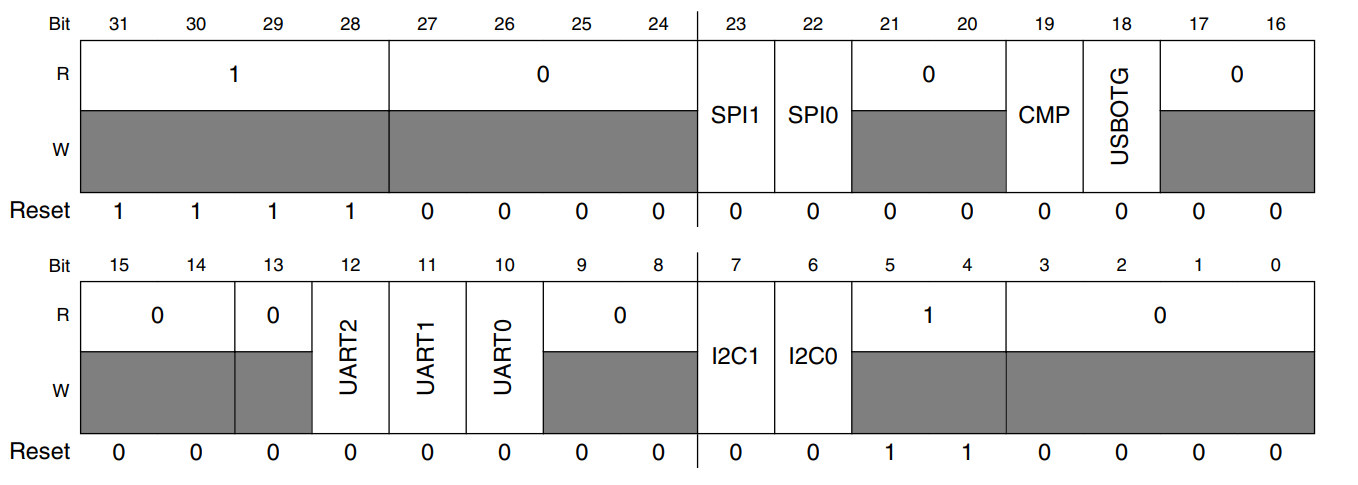 Bit 31 30 29 28 27 26 25 24 23 22 21 20 19 18 17 16
R 1 0 SPI1 SPI0 0 CMP USBOTG 0
W
Reset 1 1 1 1 0 0 0 0 0 0 0 0 0 0 0 0
Bit 15 14 13 12 11 10 9 8 7 6 5 4 3 2 1 0
R 0 0 UART2 UART1 UART0 0 I2C1 I2C0 1 0
W
Reset 0 0 0 0 0 0 0 0 0 0 1 1 0 0 0 0